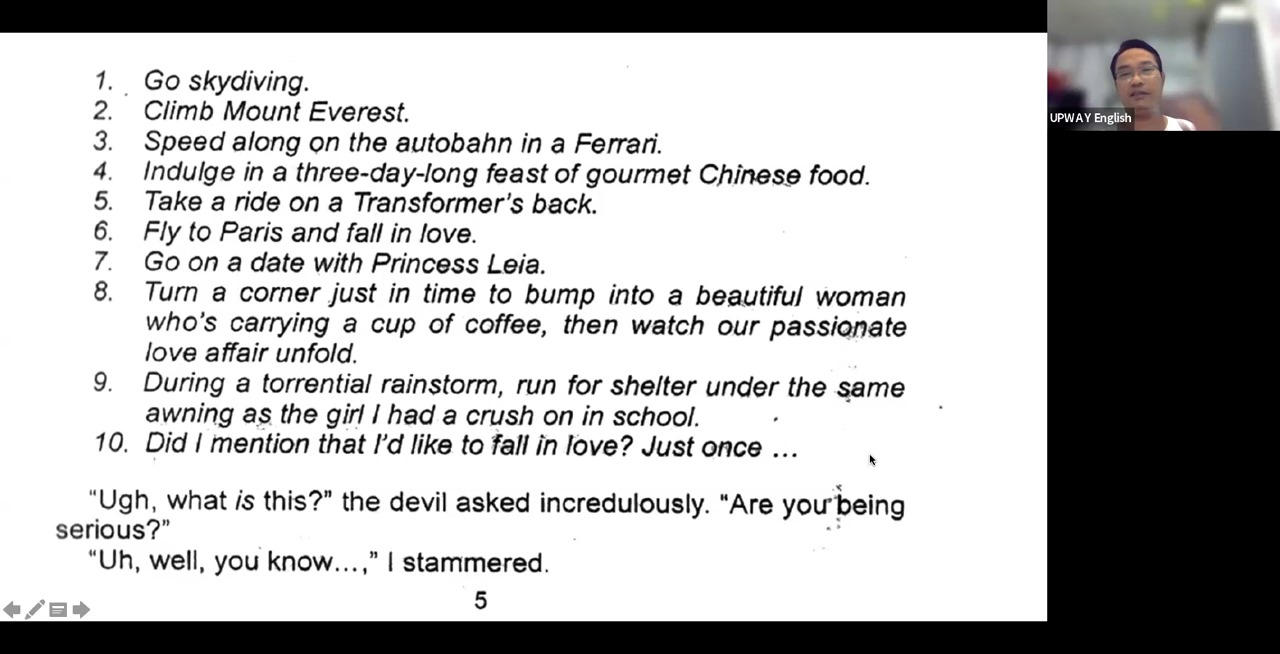 1. Go skydiving.
2. Climb Mount Everest.
3. Speed along on the autobahn in a Ferrari.
4. Indulge in a three-day-long feast of gourmet Chinese food.
5. Take a ride on a Transformer's back.
6. Fly to Paris and fall in love.
7. Go on a date with Princess Leia.
8. Turn a corner just in time to bump into a beautiful woman
who's carrying a cup of coffee, then watch our passionate
love affair unfold.
9. During a torrential rainstorm, run for shelter under the same
awning as the girl I had a crush on in school.
10. Did I mention that I'd like to fall in love? Just once ...
"Ugh, what is this?" the devil asked incredulously. "Are you being
serious?"
"Uh, well, you know...," I stammered.
5
UPWAY English